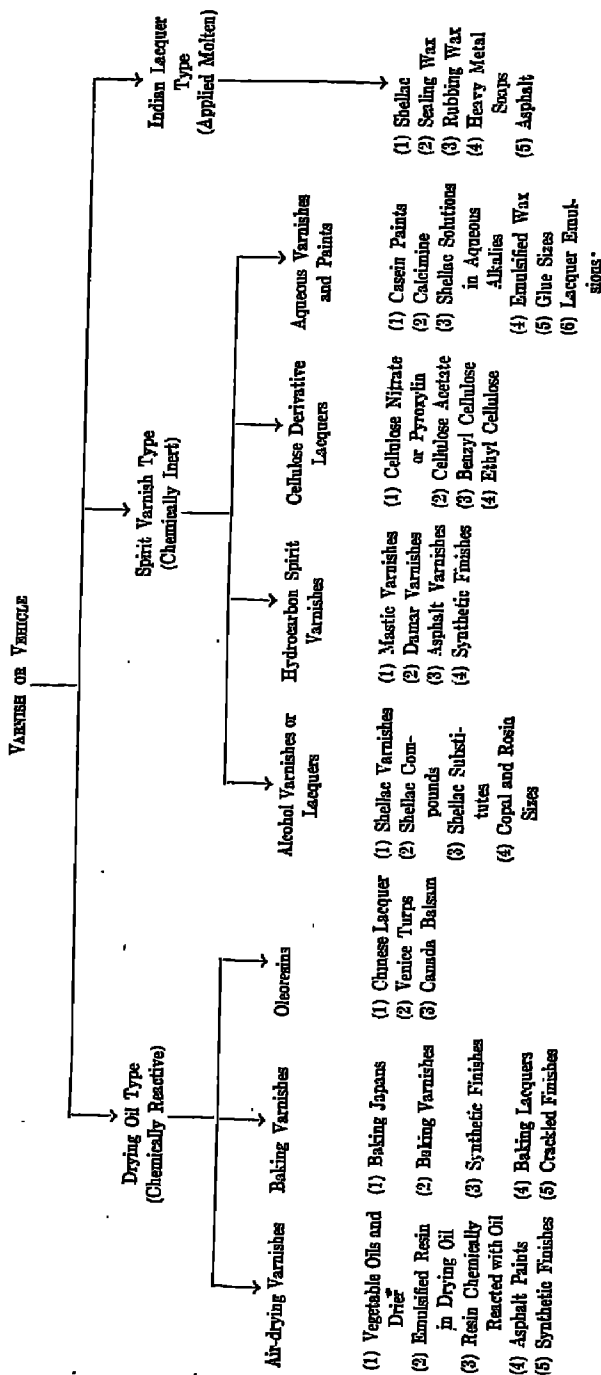 VARNISH OR VEHICLE
Drying Oil Type
(Chemically Reactive)
Spirit Varnish Type
(Chemically Inert)
Indian Lacquer
Type
(Applied Molten)
Air-drying Varnishes
Baking Varnishes
Oleoresins
Alcohol Varnishes or
Lacquers
Hydrocarbon Spirit
Varnishes
Cellulose Derivative
Lacquers
Aqueous Varnishes
and Paints
(1) Vegetable Oils and
Drier
(2) Emulsified Resin
in Drying Oil
(3) Resin Chemically
Reacted with Oil
(4) Asphalt Paints
(5) Synthetic Finishes
(1) Baking Japans
(2) Baking Varnishes
(3) Synthetic Finishes
(4) Baking Lacquers
(5) Crackled Finishes
(1) Chinese Lacquer
(2) Venice Turps
(3) Canada Balsam
(1) Shellac Varnishes
(2) Shellac Com-
pounds
(3) Shellac Substi-
tutes
(4) Copal and Rosin
Sizes
(1) Mastic Varnishes
(2) Damar Varnishes
(3) Asphalt Varnishes
(4) Synthetic Finishes
(1) Cellulose Nitrate
or Pyroxylin
(2) Cellulose Acetate
(3) Benzyl Cellulose
(4) Ethyl Cellulose
(1) Casein Paints
(2) Calcimine
(3) Shellac Solutions
in Aqueous
Alkalies
(4) Emulsified Wax
(5) Glue Sizes
(6) Lacquer Emul-
sions
(1) Shellac
(2) Sealing Wax
(3) Rubbing Wax
(4) Heavy Metal
Soaps
(5) Asphalt